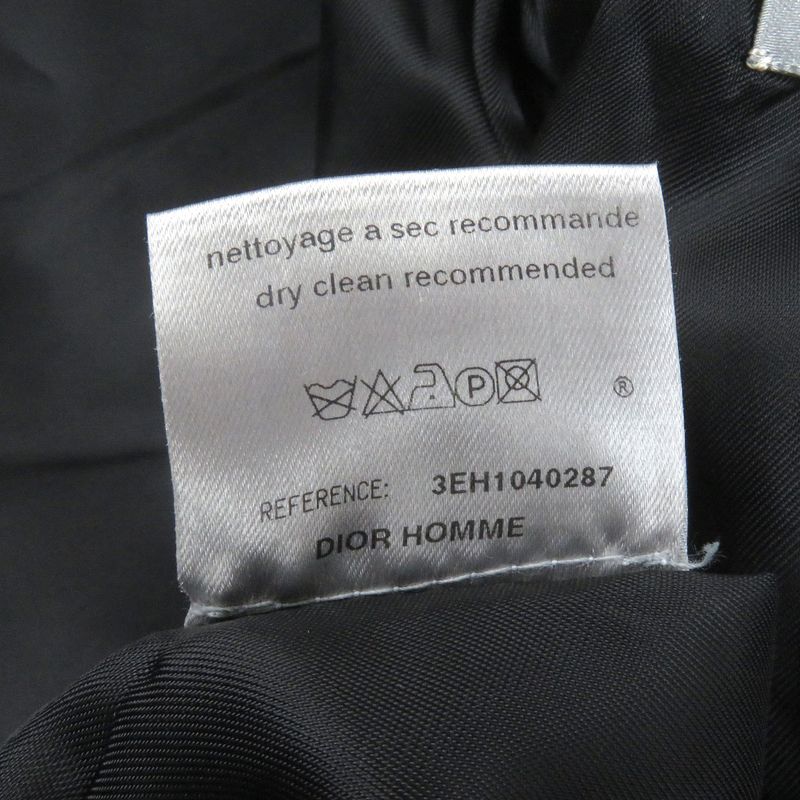 nettoyage a sec recommande
dry clean recommended
P
®
REFERENCE: 3EH1040287
DIOR HOMME